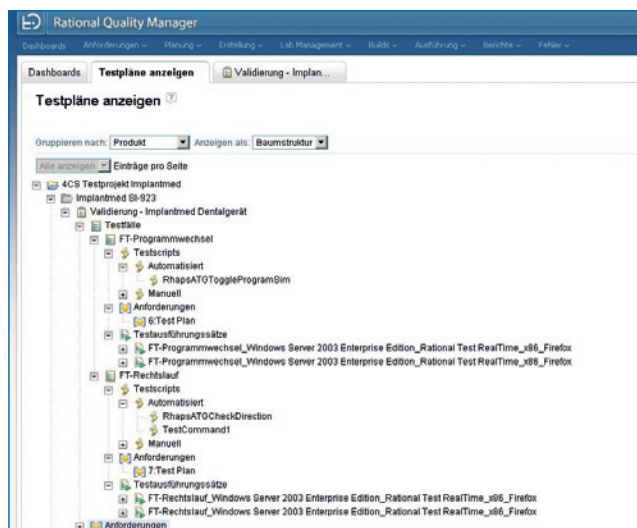 Rational Quality Manager
Dashboards Anforderungen Planung Erstellung Lab Management Builds Ausführung Berichte Fehler
Dashboards Testpläne anzeigen Validierung - Implan...
Testpläne anzeigen
Gruppieren nach: Produkt Anzeigen als: Baumstruktur
Alle anzeigen Einträge pro Seite
4CS Testprojekt Implantmed
Implantmed SI-923
Validierung - Implantmed Dentalgerät
Testfälle
FT-Programmwechsel
Testscripts
Automatisiert
RhapsATGToggleProgramSim
Manuell
Anforderungen
6:Test Plan
Testausführungssätze
FT-Programmwechsel_Windows Server 2003 Enterprise Edition_Rational Test RealTime_x86_Firefox
FT-Programmwechsel_Windows Server 2003 Enterprise Edition_Rational Test RealTime_x86_Firefox
FT-Rechtslauf
Testscripts
Automatisiert
RhapsATGCheckDirection
TestCommand1
Manuell
Anforderungen
7:Test Plan
Testausführungssätze
FT-Rechtslauf_Windows Server 2003 Enterprise Edition_Rational Test RealTime_x86_Firefox
FT-Rechtslauf_Windows Server 2003 Enterprise Edition_Rational Test RealTime_x86_Firefox
Anforderungen